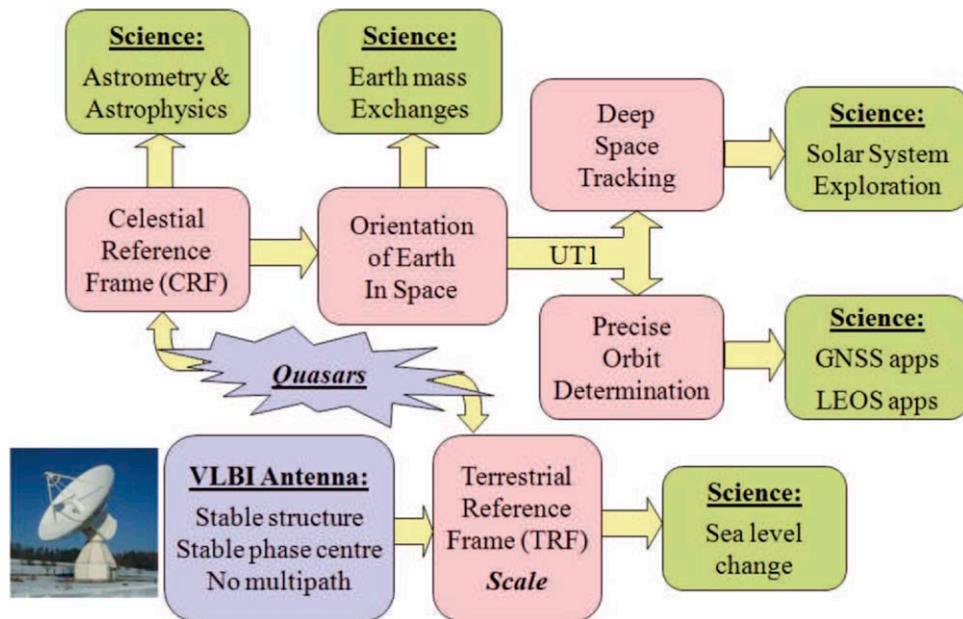 Science:
Astrometry &
Astrophysics
Science:
Earth mass
Exchanges
Deep
Space
Tracking
Science:
Solar System
Exploration
Celestial
Reference
Frame (CRF)
Orientation
of Earth
In Space
UT1
Precise
Orbit
Determination
Science:
GNSS apps
LEOS apps
Quasars
VLBI Antenna:
Stable structure
Stable phase centre
No multipath
Terrestrial
Reference
Frame (TRF)
Scale
Science:
Sea level
change